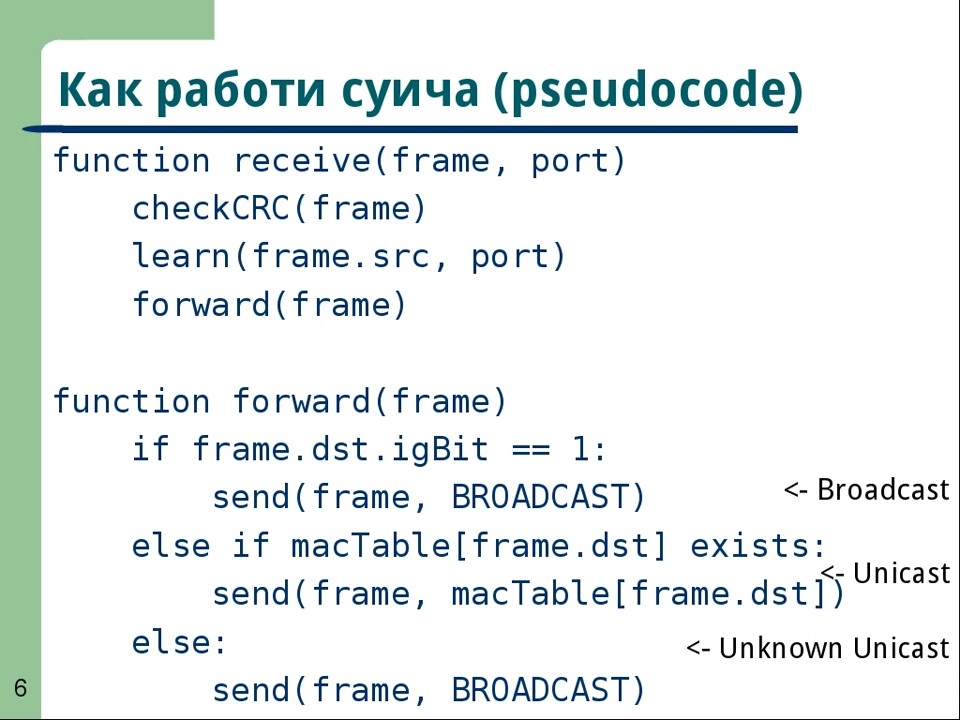 Как работи суича (pseudocode)
function receive(frame, port)
    checkCRC(frame)
    learn(frame.src, port)
    forward(frame)
function forward(frame)
    if frame.dst.igBit == 1:
        send(frame, BROADCAST)
<- Broadcast
    else if macTable[frame.dst] exists:
<- Unicast
        send(frame, macTable[frame.dst])
    else:
<- Unknown Unicast
        send(frame, BROADCAST)
6